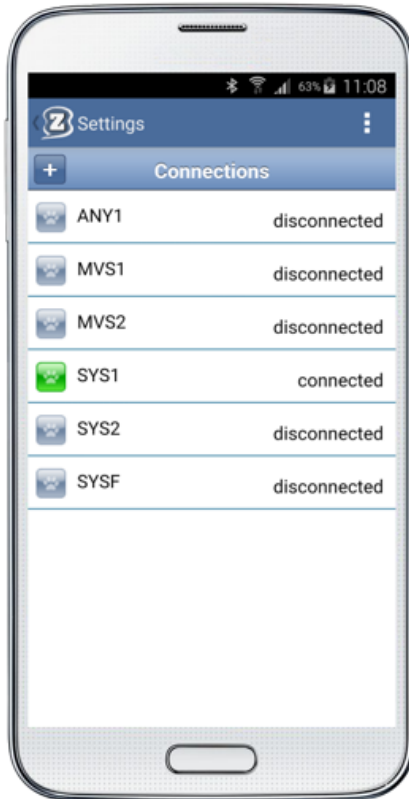 63% 11:08
Z Settings
+ Connections
ANY1 disconnected
MVS1 disconnected
MVS2 disconnected
SYS1 connected
SYS2 disconnected
SYSF disconnected